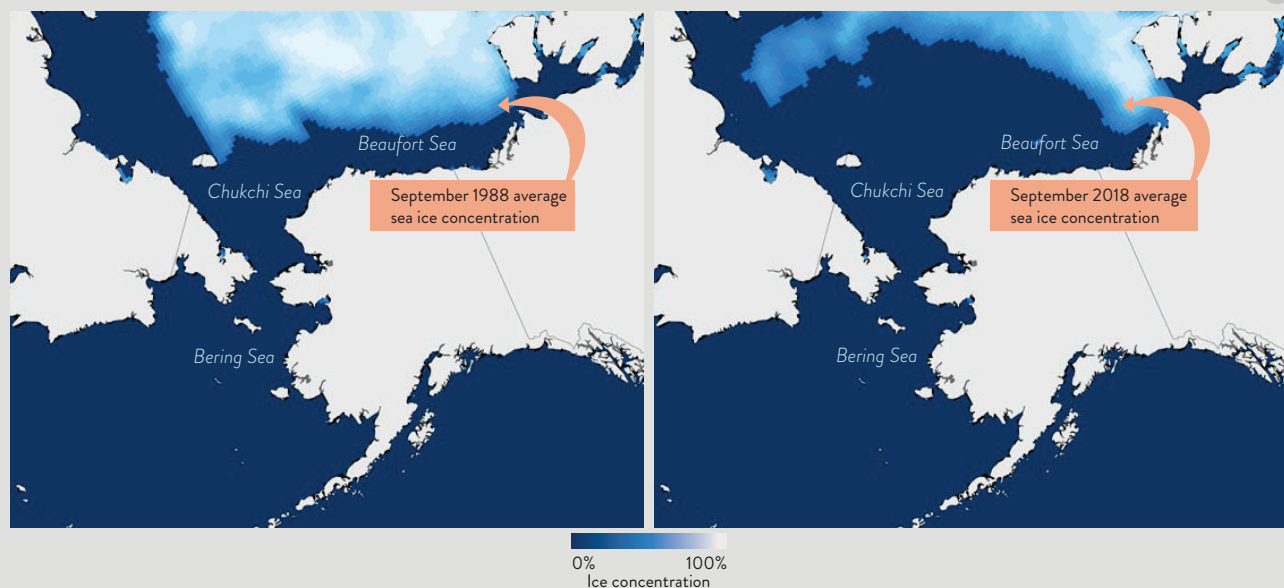 Beaufort Sea
Chukchi Sea
September 1988 average
sea ice concentration
Bering Sea
Beaufort Sea
Chukchi Sea
September 2018 average
sea ice concentration
Bering Sea
0%
100%
Ice concentration